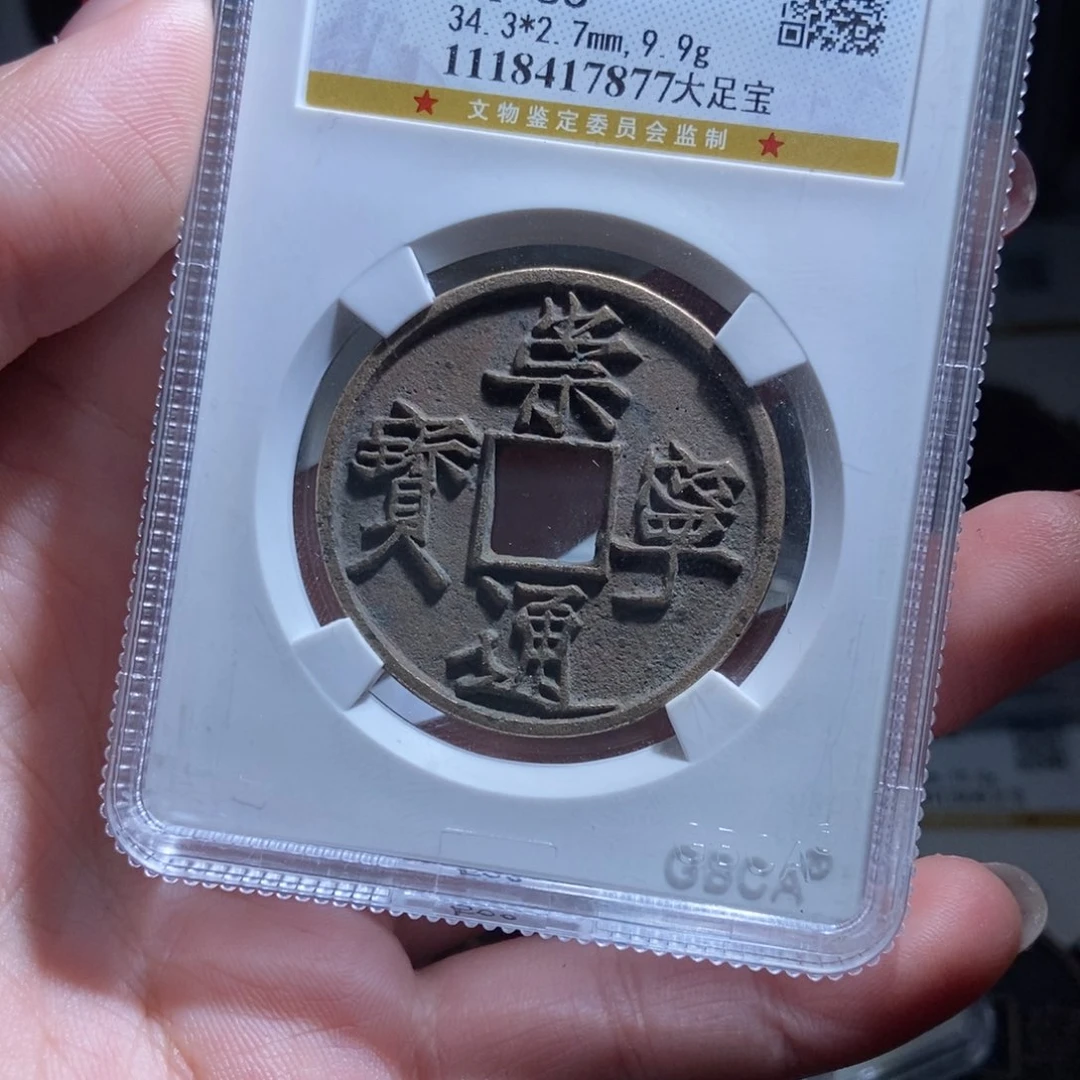 34.3*2.7mm,9.9g
1118417877大足宝
★ 文物鉴定委员会监制 ★
崇寧通寳
GBCA